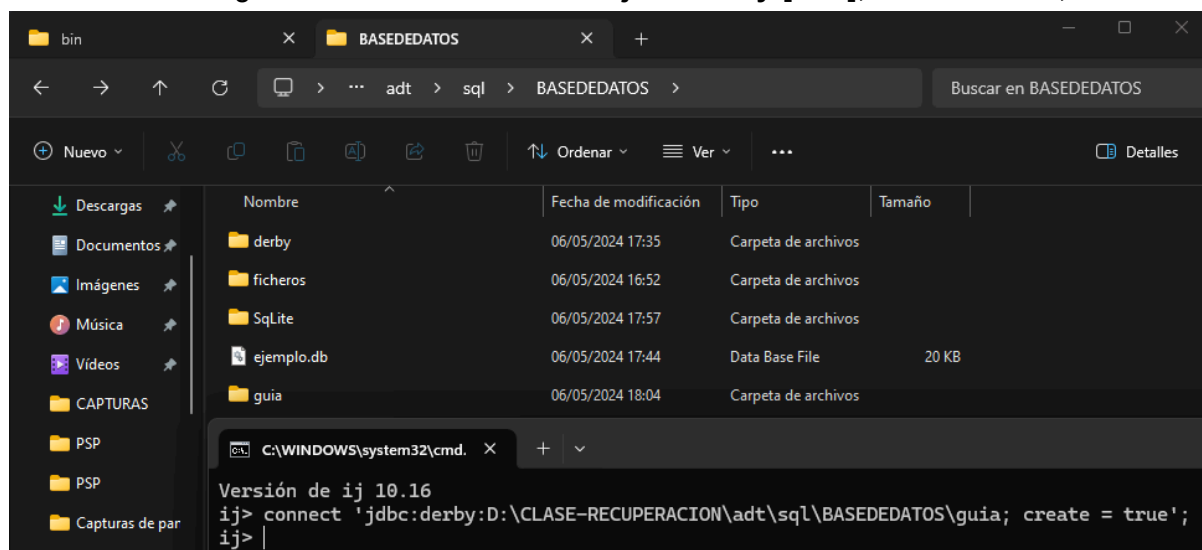 bin
BASEDEDATOS
adt > sql > BASEDEDATOS >
Buscar en BASEDEDATOS
Nuevo
Ordenar
Ver
Detalles
Nombre Fecha de modificación Tipo Tamaño
Descargas
derby 06/05/2024 17:35 Carpeta de archivos
Documentos
ficheros 06/05/2024 16:52 Carpeta de archivos
Imágenes
SqLite 06/05/2024 17:57 Carpeta de archivos
Música
ejemplo.db 06/05/2024 17:44 Data Base File 20 KB
Vídeos
guia 06/05/2024 18:04 Carpeta de archivos
CAPTURAS
PSP
PSP
Capturas de par
C:\WINDOWS\system32\cmd.
Versión de ij 10.16
ij> connect 'jdbc:derby:D:\CLASE-RECUPERACION\adt\sql\BASEDEDATOS\guia; create = true';
ij>